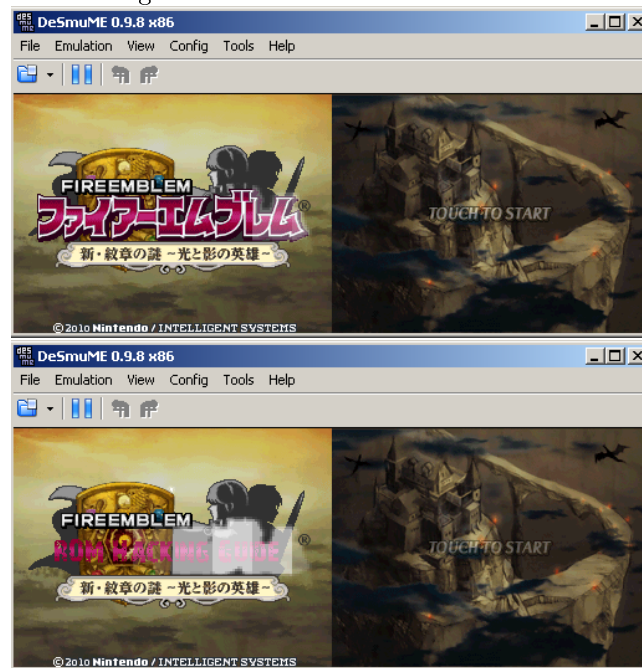 DeSmuME 0.9.8 x86
File Emulation View Config Tools Help
FIREEMBLEM
ファイアーエムブレム®
新・紋章の謎 ~光と影の英雄~
©2010 Nintendo / INTELLIGENT SYSTEMS
TOUCH TO START
DeSmuME 0.9.8 x86
File Emulation View Config Tools Help
FIREEMBLEM
ROM HACKING GUIDE®
新・紋章の謎 ~光と影の英雄~
©2010 Nintendo / INTELLIGENT SYSTEMS
TOUCH TO START